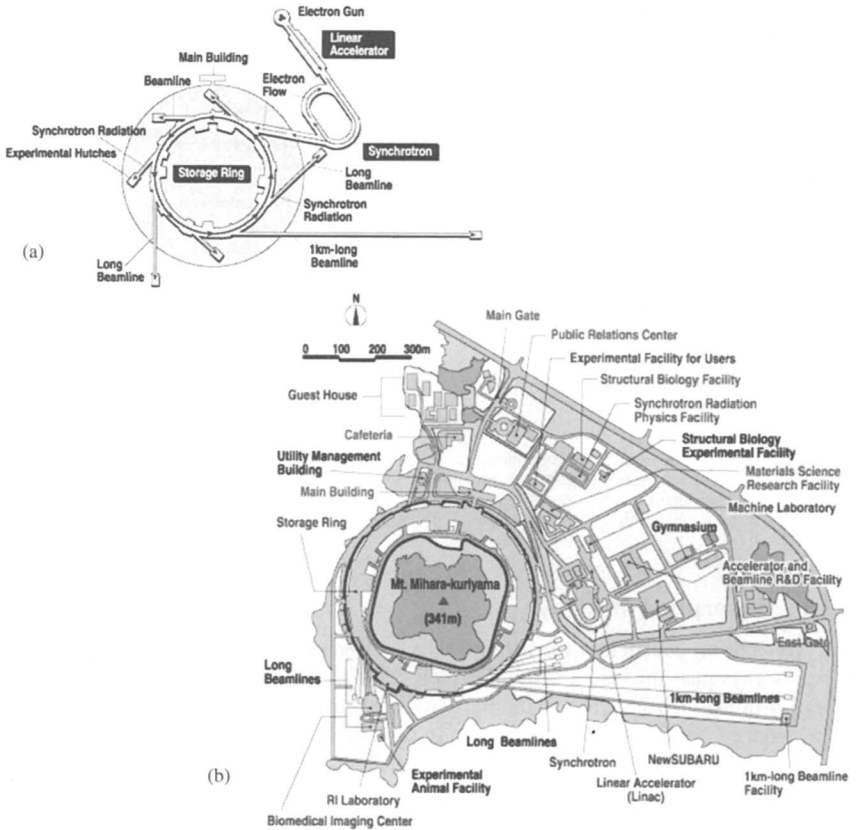 Electron Gun
Linear
Accelerator
Main Building
Beamline
Electron
Flow
Synchrotron Radiation
Experimental Hutches
Synchrotron
Storage Ring
Long
Beamline
Synchrotron
Radiation
(a)
1km-long
Beamline
Long
Beamline
N
0 100 200 300m
Main Gate
Public Relations Center
Experimental Facility for Users
Structural Biology Facility
Guest House
Synchrotron Radiation
Physics Facility
Cafeteria
Structural Biology
Experimental Facility
Utility Management
Building
Materials Science
Research Facility
Main Building
Machine Laboratory
Storage Ring
Gymnasium
Accelerator and
Beamline R&D Facility
Mt. Mihara-kuriyama
(341m)
East Gate
Long
Beamlines
1km-long Beamlines
Long Beamlines
Synchrotron
NewSUBARU
(b)
Experimental
Animal Facility
Linear Accelerator
(Linac)
1km-long Beamline
Facility
RI Laboratory
Biomedical Imaging Center